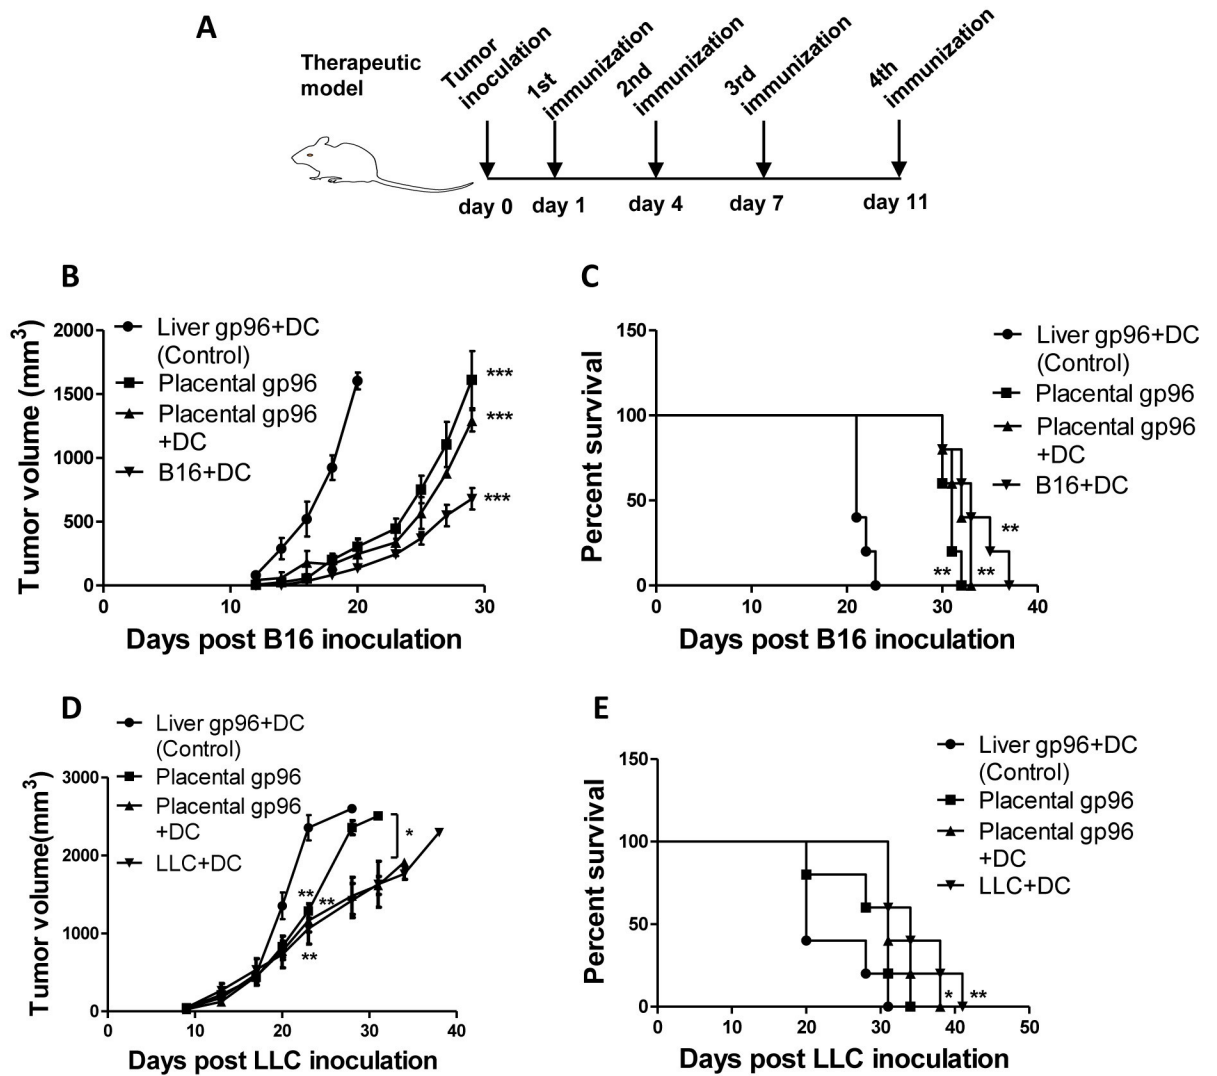 A
Therapeutic
model
Tumor
inoculation
1st
immunization
2nd
immunization
3rd
immunization
4th
immunization
day 0
day 1
day 4
day 7
day 11
B
Tumor volume (mm³)
2000
1500
1000
500
0
Liver gp96+DC
(Control)
Placental gp96
Placental gp96
+DC
B16+DC
***
***
***
0
10
20
30
Days post B16 inoculation
C
Percent survival
150
100
50
0
Liver gp96+DC
(Control)
Placental gp96
Placental gp96
+DC
B16+DC
**
**
**
0
10
20
30
40
Days post B16 inoculation
D
Tumor volume(mm³)
3000
2000
1000
0
Liver gp96+DC
(Control)
Placental gp96
Placental gp96
+DC
LLC+DC
*
**
**
**
0
10
20
30
40
Days post LLC inoculation
E
Percent survival
150
100
50
0
Liver gp96+DC
(Control)
Placental gp96
Placental gp96
+DC
LLC+DC
*
**
0
10
20
30
40
50
Days post LLC inoculation